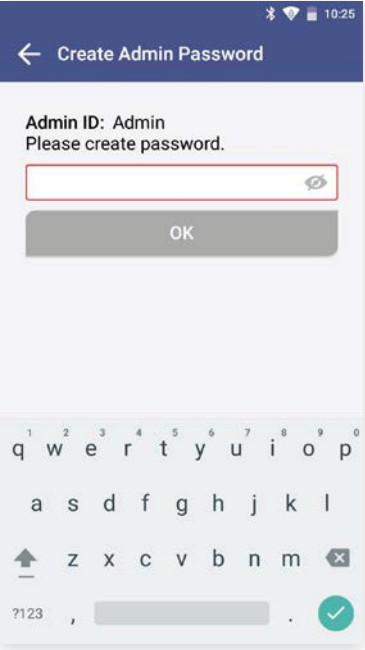 10:25
Create Admin Password
Admin ID: Admin
Please create password.
OK
1 2 3 4 5 6 7 8 9 0
q w e r t y u i o p
a s d f g h j k l
z x c v b n m
?123 , .